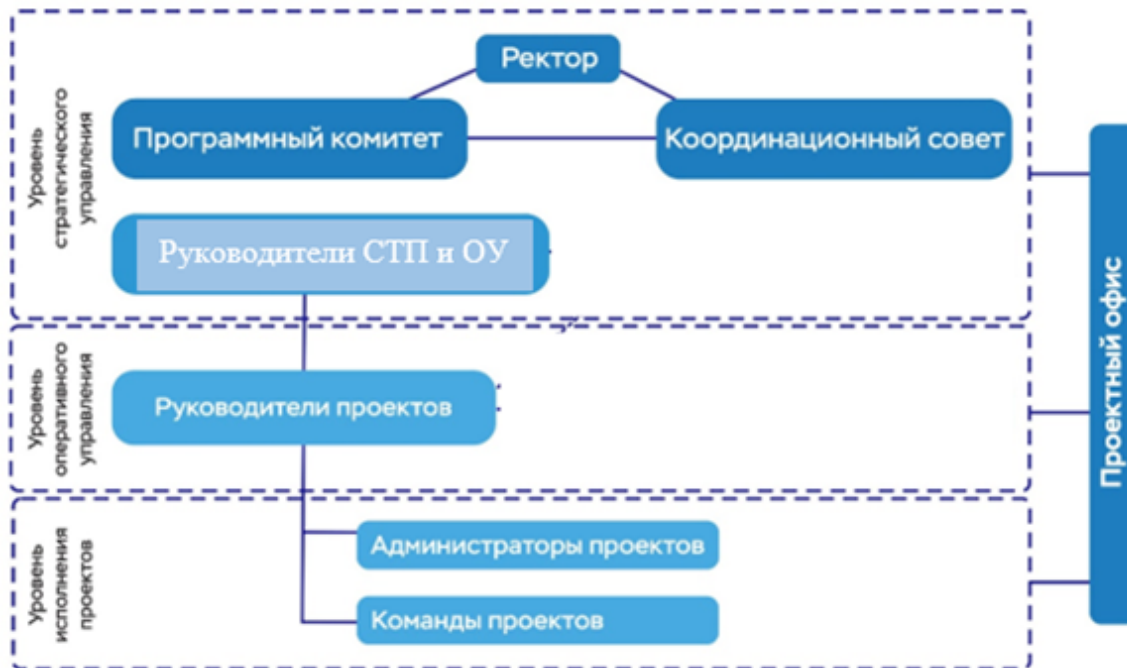 Ректор
Программный комитет
Координационный совет
Уровень
стратегического
управления
Руководители СТП и ОУ
Уровень
оперативного
управления
Руководители проектов
Уровень
исполнения
проектов
Администраторы проектов
Команды проектов
Проектный офис